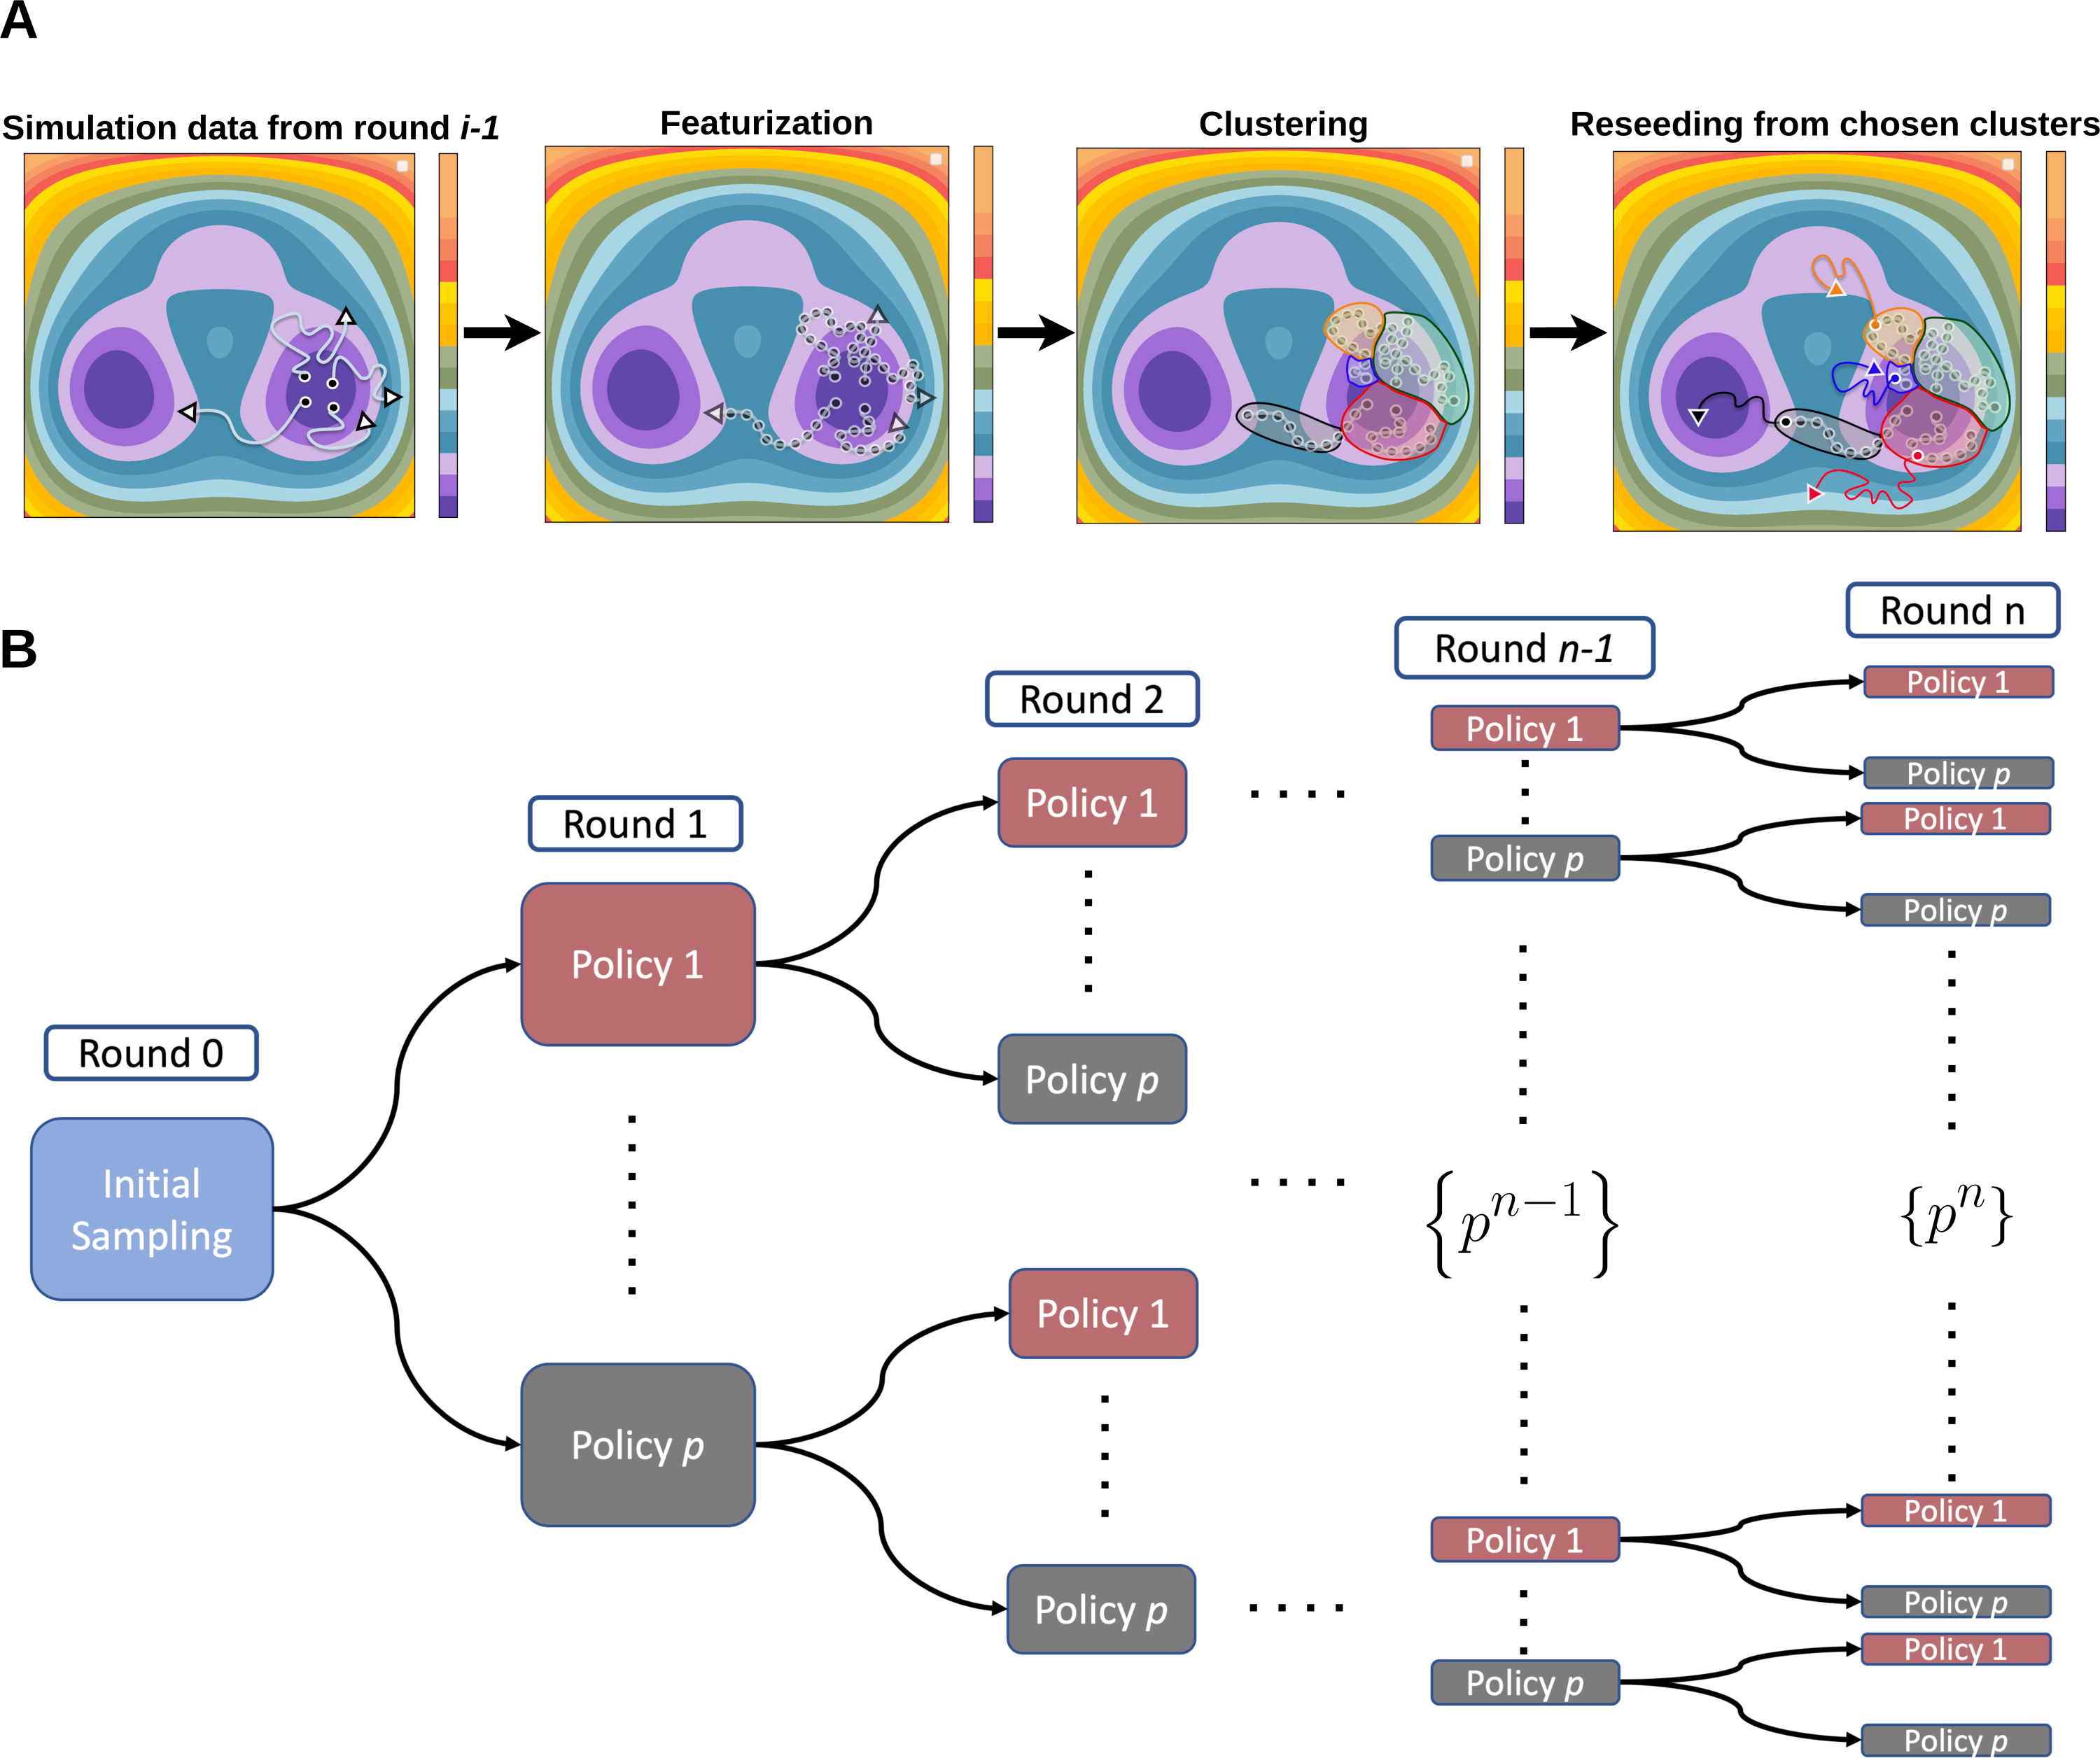 A
Simulation data from round i-1
Featurization
Clustering
Reseeding from chosen clusters
B
Round 0
Initial
Sampling
Round 1
Policy 1
Policy p
Round 2
Policy 1
Policy p
Policy 1
Policy p
Round n-1
Policy 1
Policy p
{p^{n-1}}
Policy 1
Policy p
Round n
Policy 1
Policy p
Policy 1
Policy p
{p^n}
Policy 1
Policy p
Policy 1
Policy p